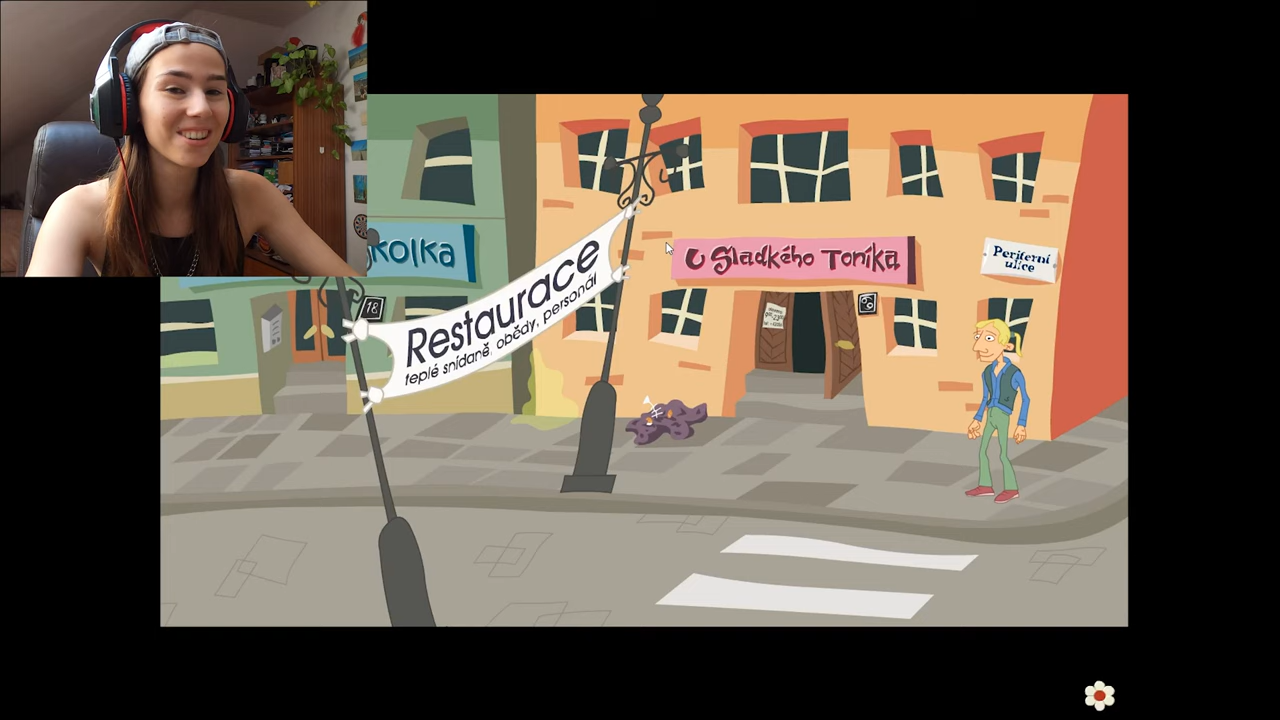 kolka
U Sladkého Toníka
Periferní
ulice
18
Restaurace
teplé snídaně, obědy, personál